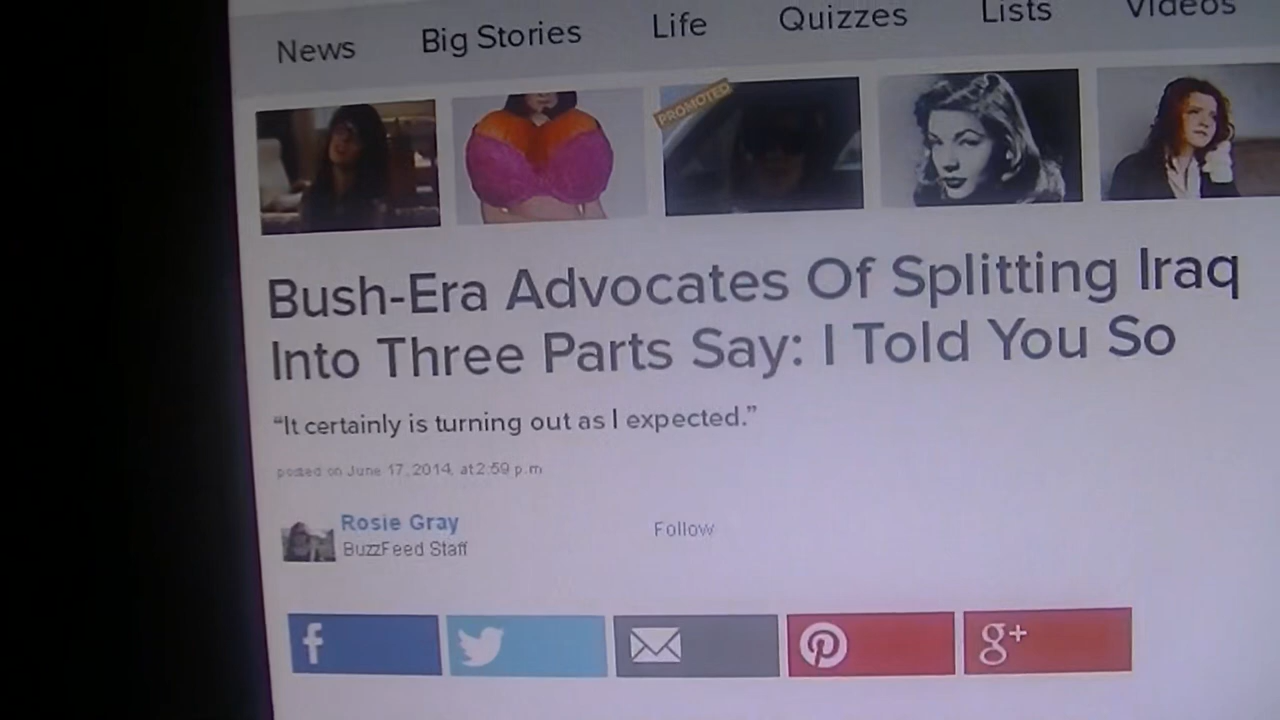 News Big Stories Life Quizzes Lists Videos
PROMOTED
Bush-Era Advocates Of Splitting Iraq
Into Three Parts Say: I Told You So
“It certainly is turning out as I expected.”
posted on June 17, 2014, at 2:59 p.m
Rosie Gray
BuzzFeed Staff
Follow
f g+